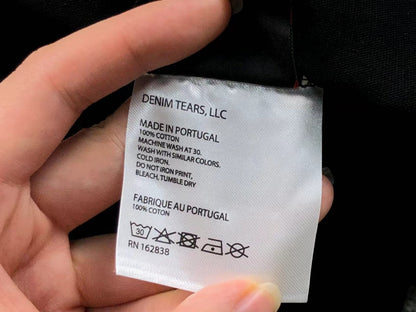 DENIM TEARS, LLC
MADE IN PORTUGAL
100% COTTON
MACHINE WASH AT 30.
WASH WITH SIMILAR COLORS.
COLD IRON.
DO NOT IRON PRINT,
BLEACH, TUMBLE DRY
FABRIQUE AU PORTUGAL
100% COTON
30
RN 162838